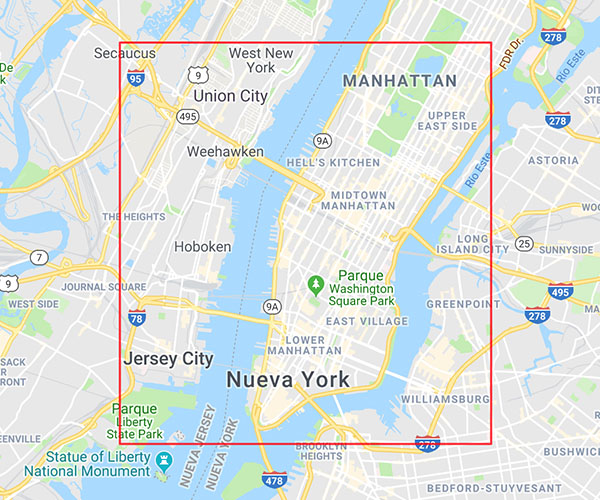 278
FDR Dr.
Secaucus
West New
York
De
k
95
9
MANHATTAN
Rio Este
Union City
495
UPPER
EAST SIDE
278
9A
Weehawken
HELL'S KITCHEN
ASTORIA
Rio Este
MIDTOWN
MANHATTAN
THE HEIGHTS
Hoboken
LONG
ISLAND CITY
25
SUNNYSIDE
7
9
Parque
Washington
Square Park
JOURNAL SQUARE
495
WEST SIDE
9A
GREENPOINT
78
EAST VILLAGE
278
LOWER
MANHATTAN
Jersey City
Nueva York
WILLIAMSBURG
Parque
Liberty
State Park
NUEVA JERSEY
NUEVA YORK
ENVILLE
278
BUSHWICK
BROOKLYN
HEIGHTS
Statue of Liberty
National Monument
478
BEDFORD-STUYVESANT